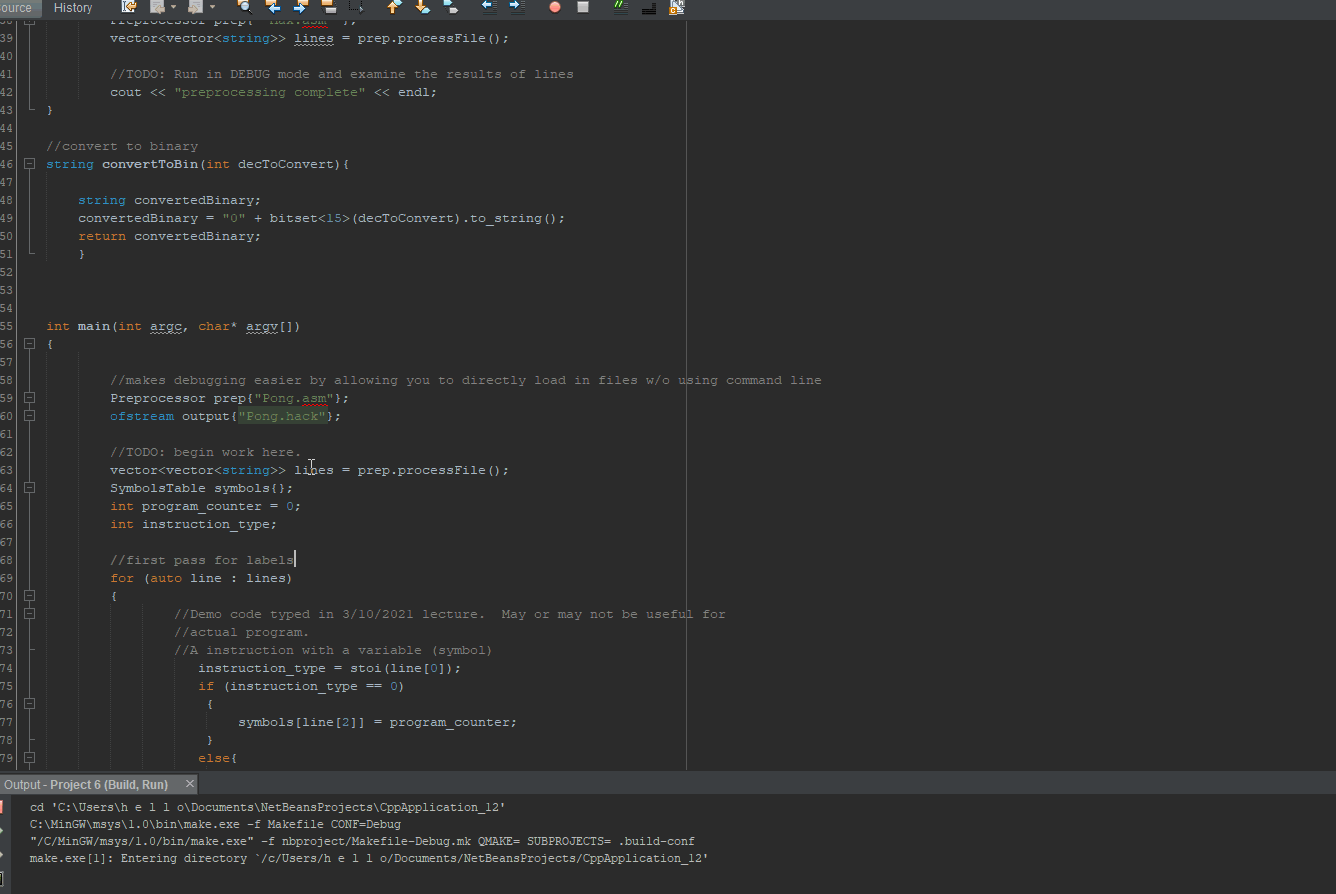 ource History
38 Preprocessor prep{ "Max.asm" };
39 vector<vector<string>> lines = prep.processFile();
40
41 //TODO: Run in DEBUG mode and examine the results of lines
42 cout << "preprocessing complete" << endl;
43 }
44
45 //convert to binary
46 string convertToBin(int decToConvert){
47
48 string convertedBinary;
49 convertedBinary = "0" + bitset<15>(decToConvert).to_string();
50 return convertedBinary;
51 }
52
53
54
55 int main(int argc, char* argv[])
56 {
57
58 //makes debugging easier by allowing you to directly load in files w/o using command line
59 Preprocessor prep{"Pong.asm"};
60 ofstream output{"Pong.hack"};
61
62 //TODO: begin work here.
63 vector<vector<string>> lines = prep.processFile();
64 SymbolsTable symbols{};
65 int program_counter = 0;
66 int instruction_type;
67
68 //first pass for labels
69 for (auto line : lines)
70 {
71 //Demo code typed in 3/10/2021 lecture.  May or may not be useful for
72 //actual program.
73 //A instruction with a variable (symbol)
74 instruction_type = stoi(line[0]);
75 if (instruction_type == 0)
76 {
77 symbols[line[2]] = program_counter;
78 }
79 else{
Output - Project 6 (Build, Run) ×
cd 'C:\Users\h e l l o\Documents\NetBeansProjects\CppApplication_12'
C:\MinGW\msys\1.0\bin\make.exe -f Makefile CONF=Debug
"/C/MinGW/msys/1.0/bin/make.exe" -f nbproject/Makefile-Debug.mk QMAKE= SUBPROJECTS= .build-conf
make.exe[1]: Entering directory `/c/Users/h e l l o/Documents/NetBeansProjects/CppApplication_12'